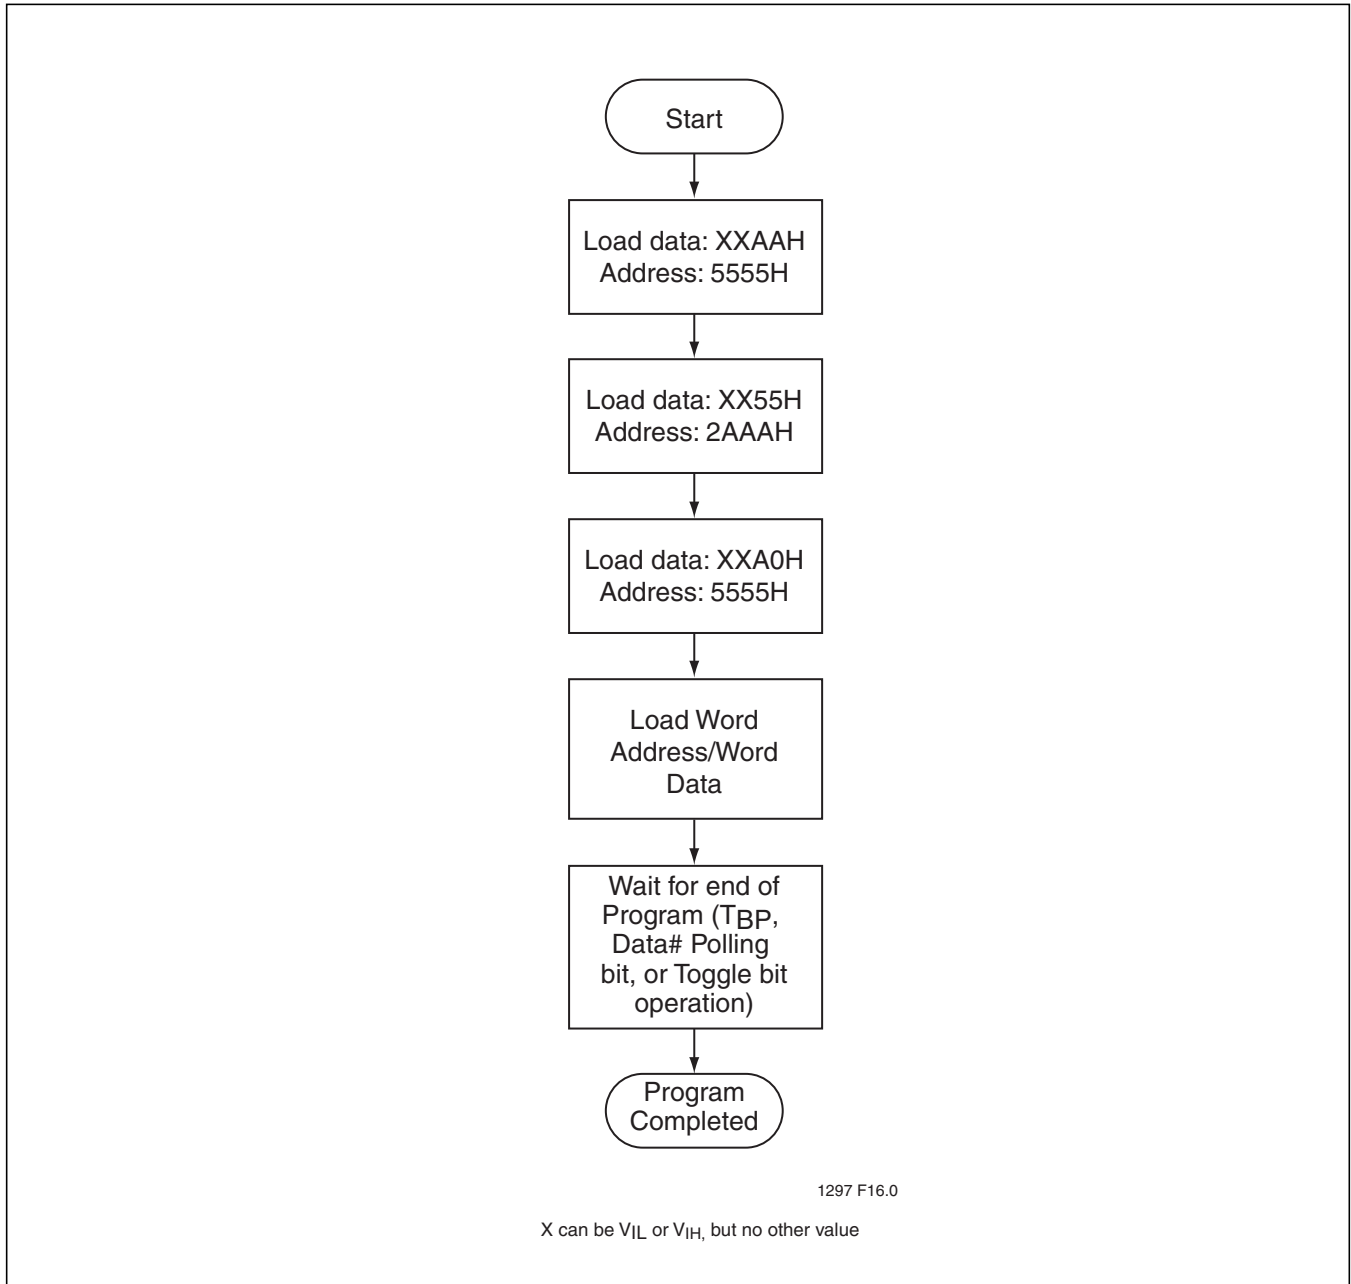 Start
Load data: XXAAH
Address: 5555H
Load data: XX55H
Address: 2AAAH
Load data: XXA0H
Address: 5555H
Load Word
Address/Word
Data
Wait for end of
Program (TBP,
Data# Polling
bit, or Toggle bit
operation)
Program
Completed
1297 F16.0
X can be VIL or VIH, but no other value